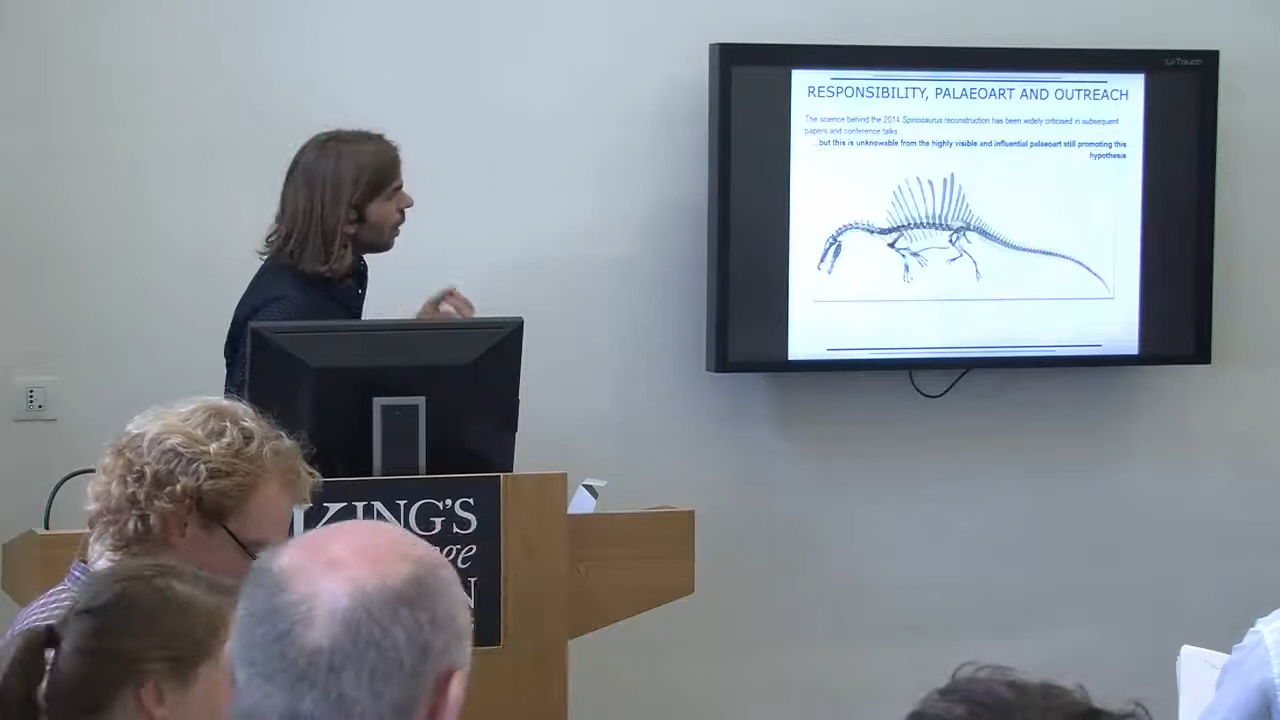 RESPONSIBILITY, PALAEOART AND OUTREACH
The science behind the 2014 Spinosaurus reconstruction has been widely criticised in subsequent
papers and conference talks
...but this is unknowable from the highly visible and influential palaeoart still promoting this
hypothesis
KING'S
ege
N